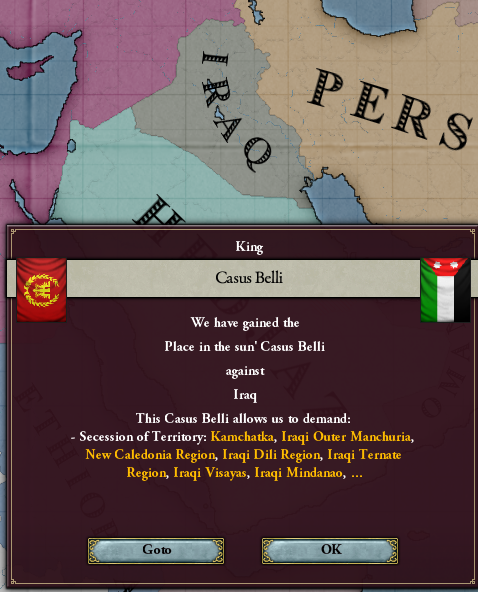 IRAQ
PERS
H
King
Casus Belli
We have gained the
Place in the sun' Casus Belli
against
Iraq
This Casus Belli allows us to demand:
- Secession of Territory: Kamchatka, Iraqi Outer Manchuria,
New Caledonia Region, Iraqi Dili Region, Iraqi Ternate
Region, Iraqi Visayas, Iraqi Mindanao, ...
Goto
OK